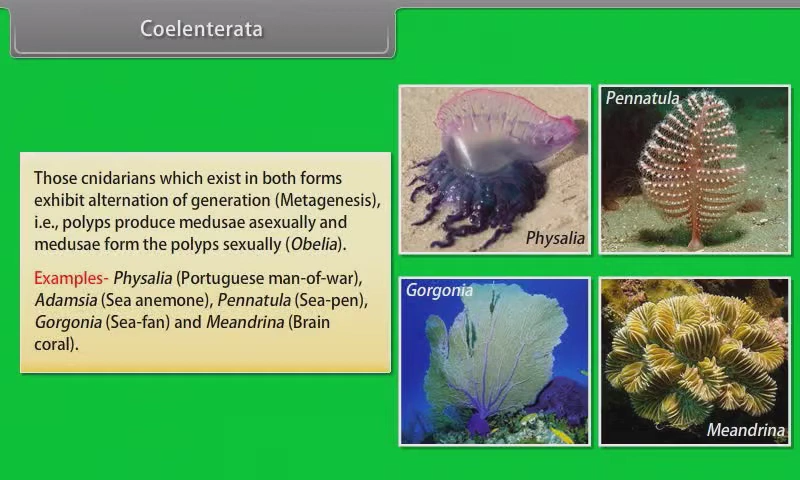 Coelenterata
Those cnidarians which exist in both forms
exhibit alternation of generation (Metagenesis),
i.e., polyps produce medusae asexually and
medusae form the polyps sexually (Obelia).
Examples- Physalia (Portuguese man-of-war),
Adamsia (Sea anemone), Pennatula (Sea-pen),
Gorgonia (Sea-fan) and Meandrina (Brain
coral).
Physalia
Pennatula
Gorgonia
Meandrina